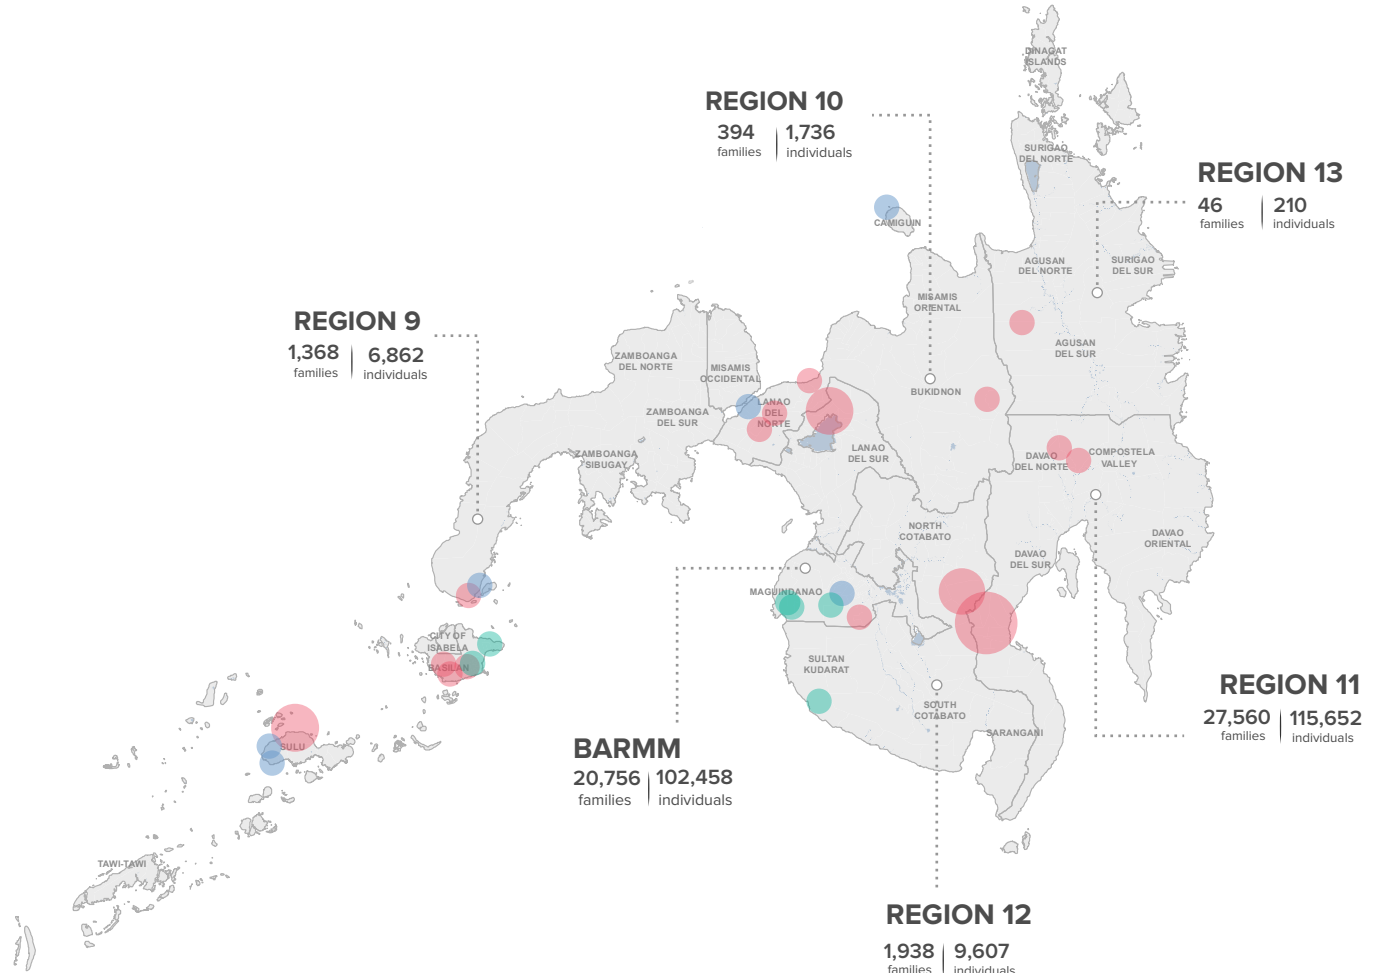 DINAGAT
ISLANDS
REGION 10
394 1,736
families individuals
SURIGAO
DEL NORTE
REGION 13
46 210
families individuals
CAMIGUIN
AGUSAN
DEL NORTE
SURIGAO
DEL SUR
MISAMIS
ORIENTAL
REGION 9
1,368 6,862
families individuals
ZAMBOANGA
DEL NORTE
MISAMIS
OCCIDENTAL
AGUSAN
DEL SUR
BUKIDNON
LANAO
DEL
NORTE
ZAMBOANGA
DEL SUR
LANAO
DEL SUR
ZAMBOANGA
SIBUGAY
DAVAO
DEL NORTE
COMPOSTELA
VALLEY
NORTH
COTABATO
DAVAO
ORIENTAL
DAVAO
DEL SUR
MAGUINDANAO
CITY OF
ISABELA
BASILAN
SULTAN
KUDARAT
REGION 11
27,560 115,652
families individuals
SOUTH
COTABATO
SARANGANI
SULU
BARMM
20,756 102,458
families individuals
TAWI-TAWI
REGION 12
1,938 9,607
families individuals